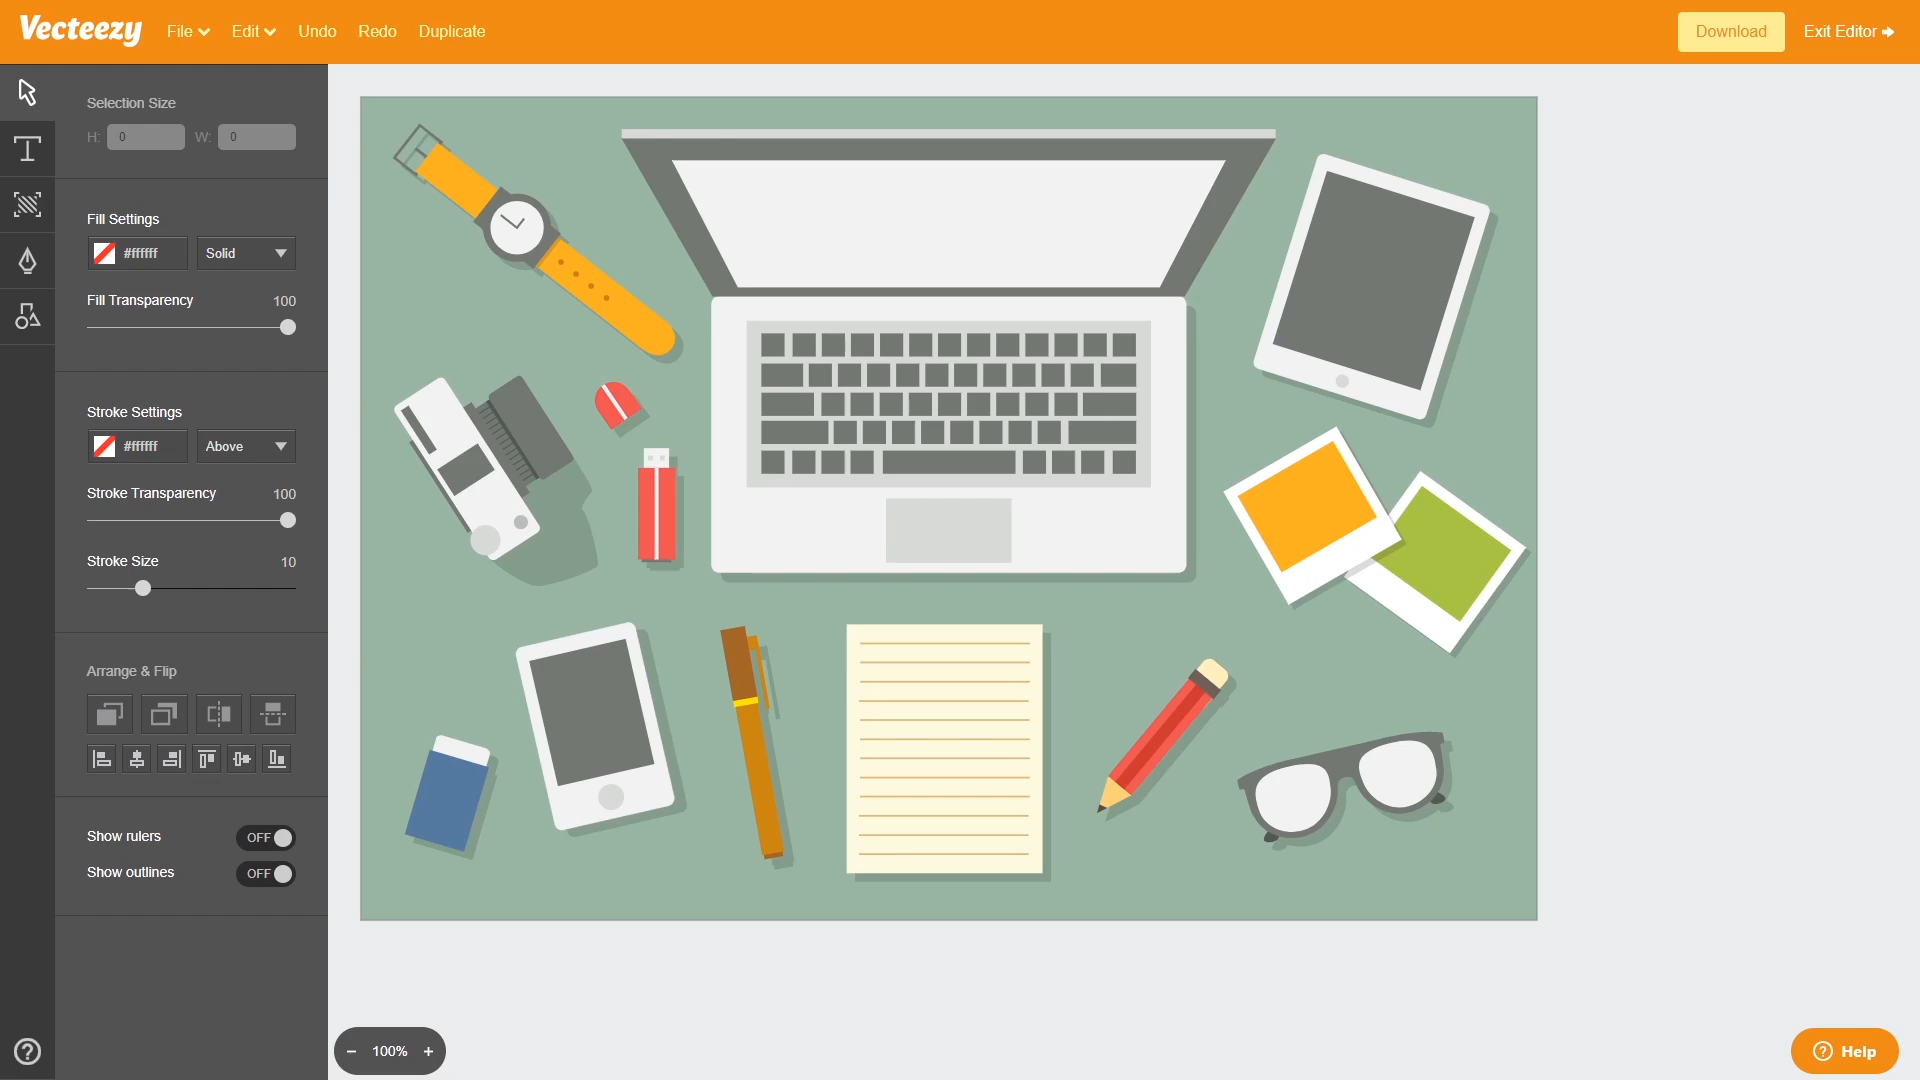 Vecteezy File Edit Undo Redo Duplicate Download Exit Editor
Selection Size
H: 0 W: 0
Fill Settings
#ffffff Solid
Fill Transparency 100
Stroke Settings
#ffffff Above
Stroke Transparency 100
Stroke Size 10
Arrange & Flip
Show rulers OFF
Show outlines OFF
? − 100% + ? Help